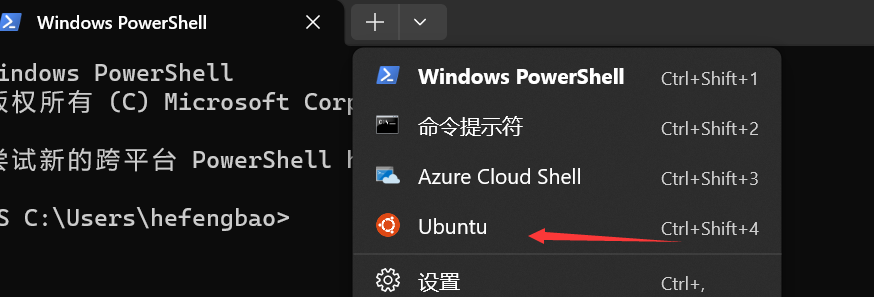 Windows PowerShell
indows PowerShell
版权所有 (C) Microsoft Corp
尝试新的跨平台 PowerShell
S C:\Users\hefengbao>
Windows PowerShell Ctrl+Shift+1
命令提示符 Ctrl+Shift+2
Azure Cloud Shell Ctrl+Shift+3
Ubuntu Ctrl+Shift+4
设置 Ctrl+,